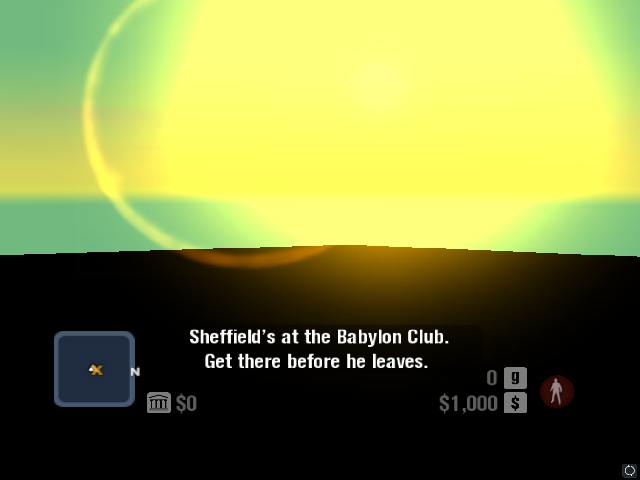 Sheffield's at the Babylon Club.
Get there before he leaves.
N
0 g
$0
$1,000 $